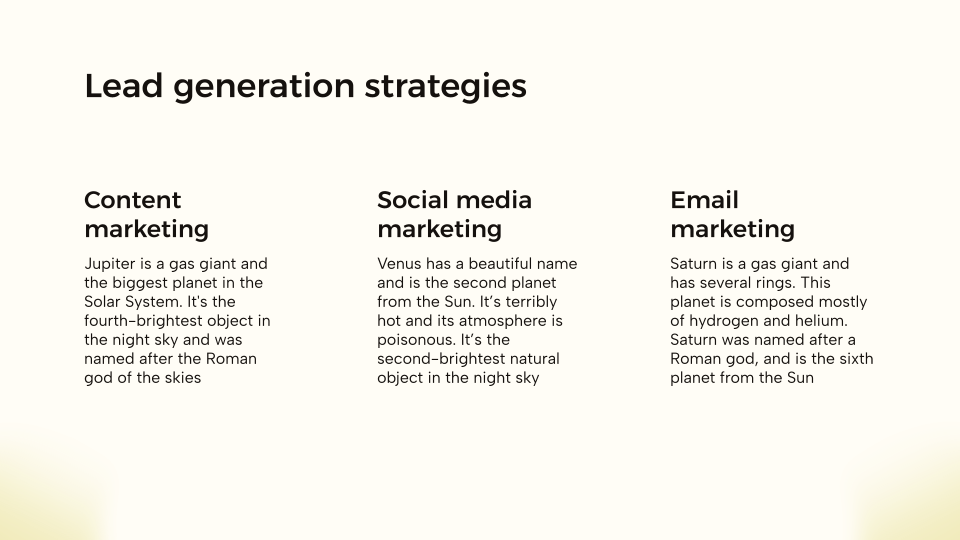 Lead generation strategies
Content
marketing
Jupiter is a gas giant and
the biggest planet in the
Solar System. It's the
fourth-brightest object in
the night sky and was
named after the Roman
god of the skies
Social media
marketing
Venus has a beautiful name
and is the second planet
from the Sun. It’s terribly
hot and its atmosphere is
poisonous. It’s the
second-brightest natural
object in the night sky
Email
marketing
Saturn is a gas giant and
has several rings. This
planet is composed mostly
of hydrogen and helium.
Saturn was named after a
Roman god, and is the sixth
planet from the Sun